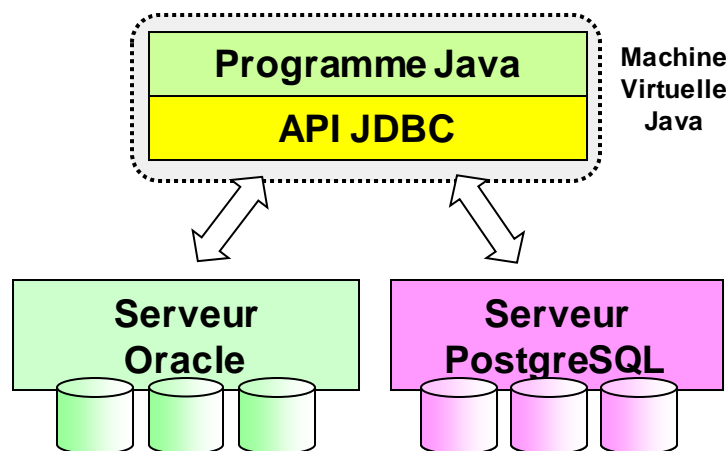 Programme Java
API JDBC
Machine
Virtuelle
Java
Serveur
Oracle
Serveur
PostgreSQL